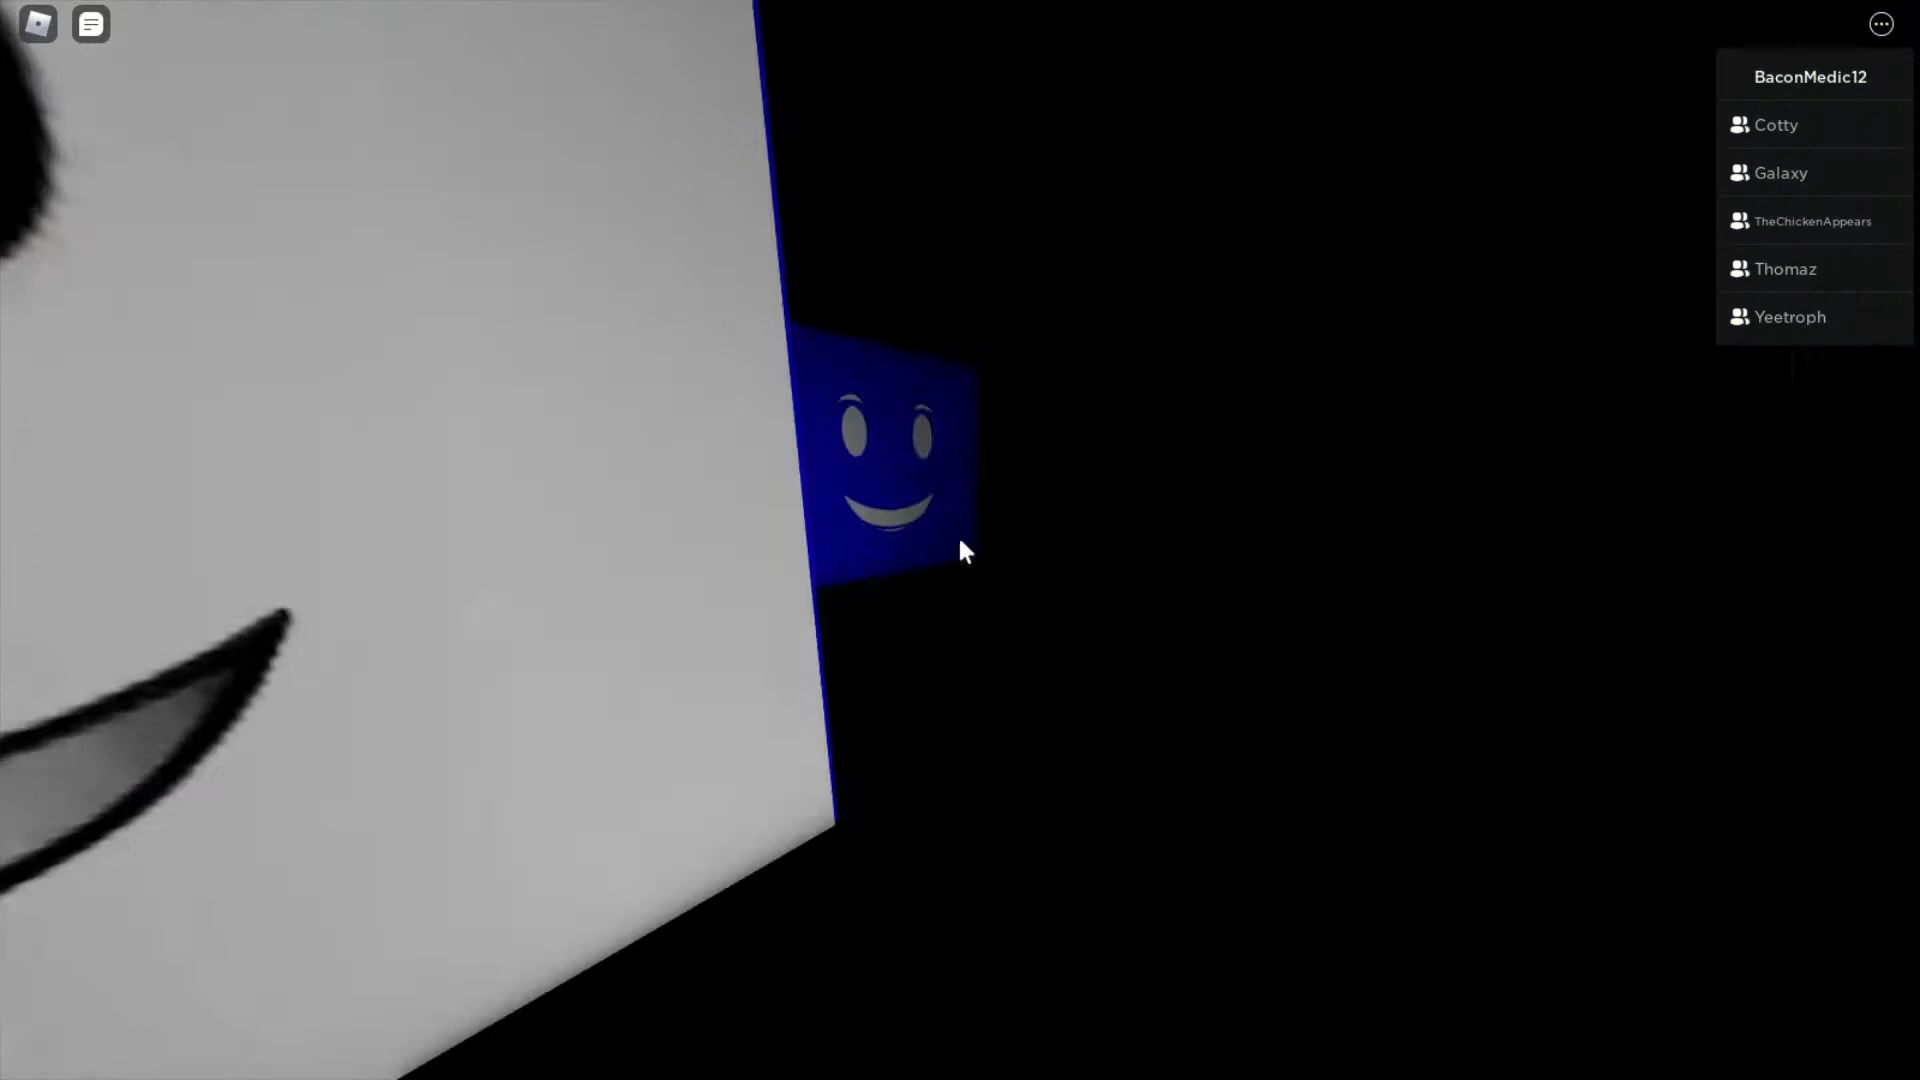 BaconMedic12
Cotty
Galaxy
TheChickenAppears
Thomaz
Yeetroph